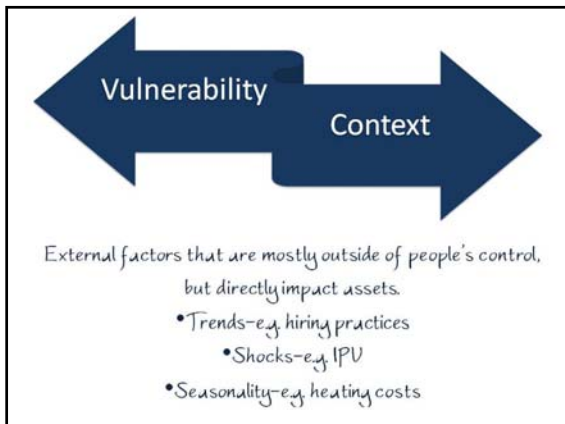 Vulnerability
Context
External factors that are mostly outside of people's control,
but directly impact assets.
•Trends–e.g. hiring practices
•Shocks–e.g. IPV
•Seasonality–e.g. heating costs